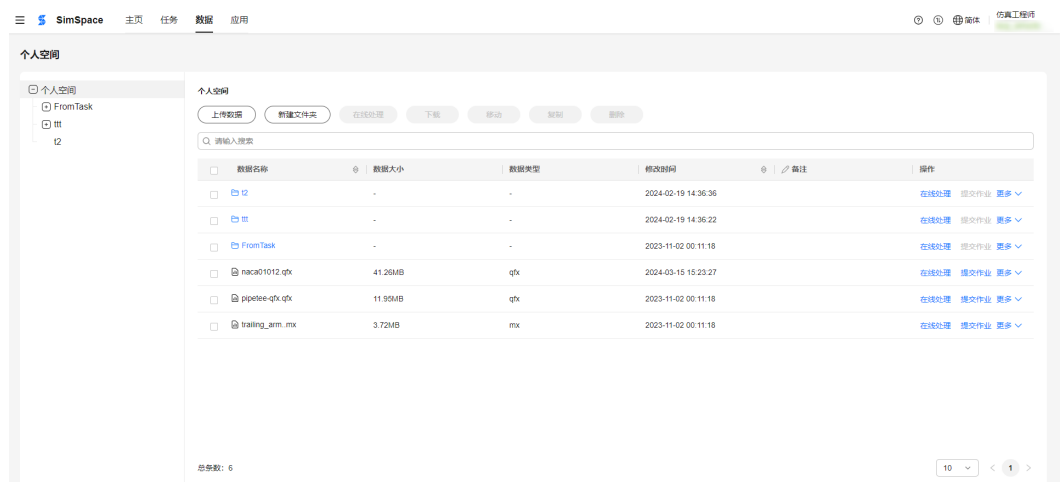 SimSpace 主页 任务 数据 应用 简体 仿真工程师
个人空间
个人空间
FromTask
ttt
t2
个人空间
上传数据 新建文件夹 在线处理 下载 移动 复制 删除
请输入搜索
数据名称 数据大小 数据类型 修改时间 备注 操作
t2 - - 2024-02-19 14:36:36 在线处理 提交作业 更多
ttt - - 2024-02-19 14:36:22 在线处理 提交作业 更多
FromTask - - 2023-11-02 00:11:18 在线处理 提交作业 更多
naca01012.qfx 41.26MB qfx 2024-03-15 15:23:27 在线处理 提交作业 更多
pipetee-qfx.qfx 11.95MB qfx 2023-11-02 00:11:18 在线处理 提交作业 更多
trailing_arm..mx 3.72MB mx 2023-11-02 00:11:18 在线处理 提交作业 更多
总条数: 6 10 < 1 >